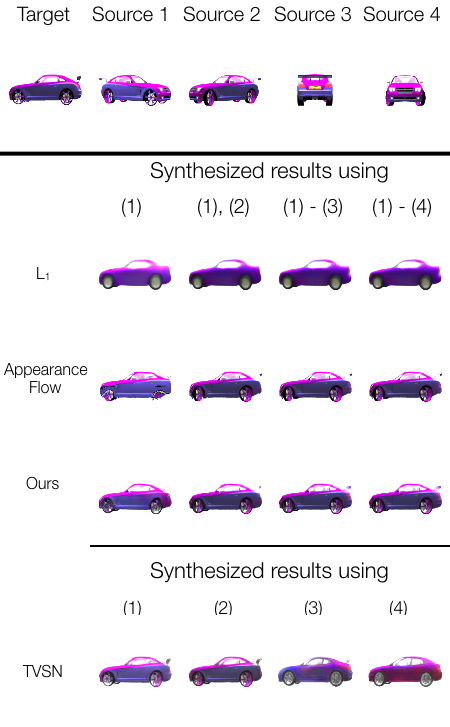 Target Source 1 Source 2 Source 3 Source 4
Synthesized results using
(1) (1), (2) (1) - (3) (1) - (4)
L₁
Appearance
Flow
Ours
Synthesized results using
(1) (2) (3) (4)
TVSN